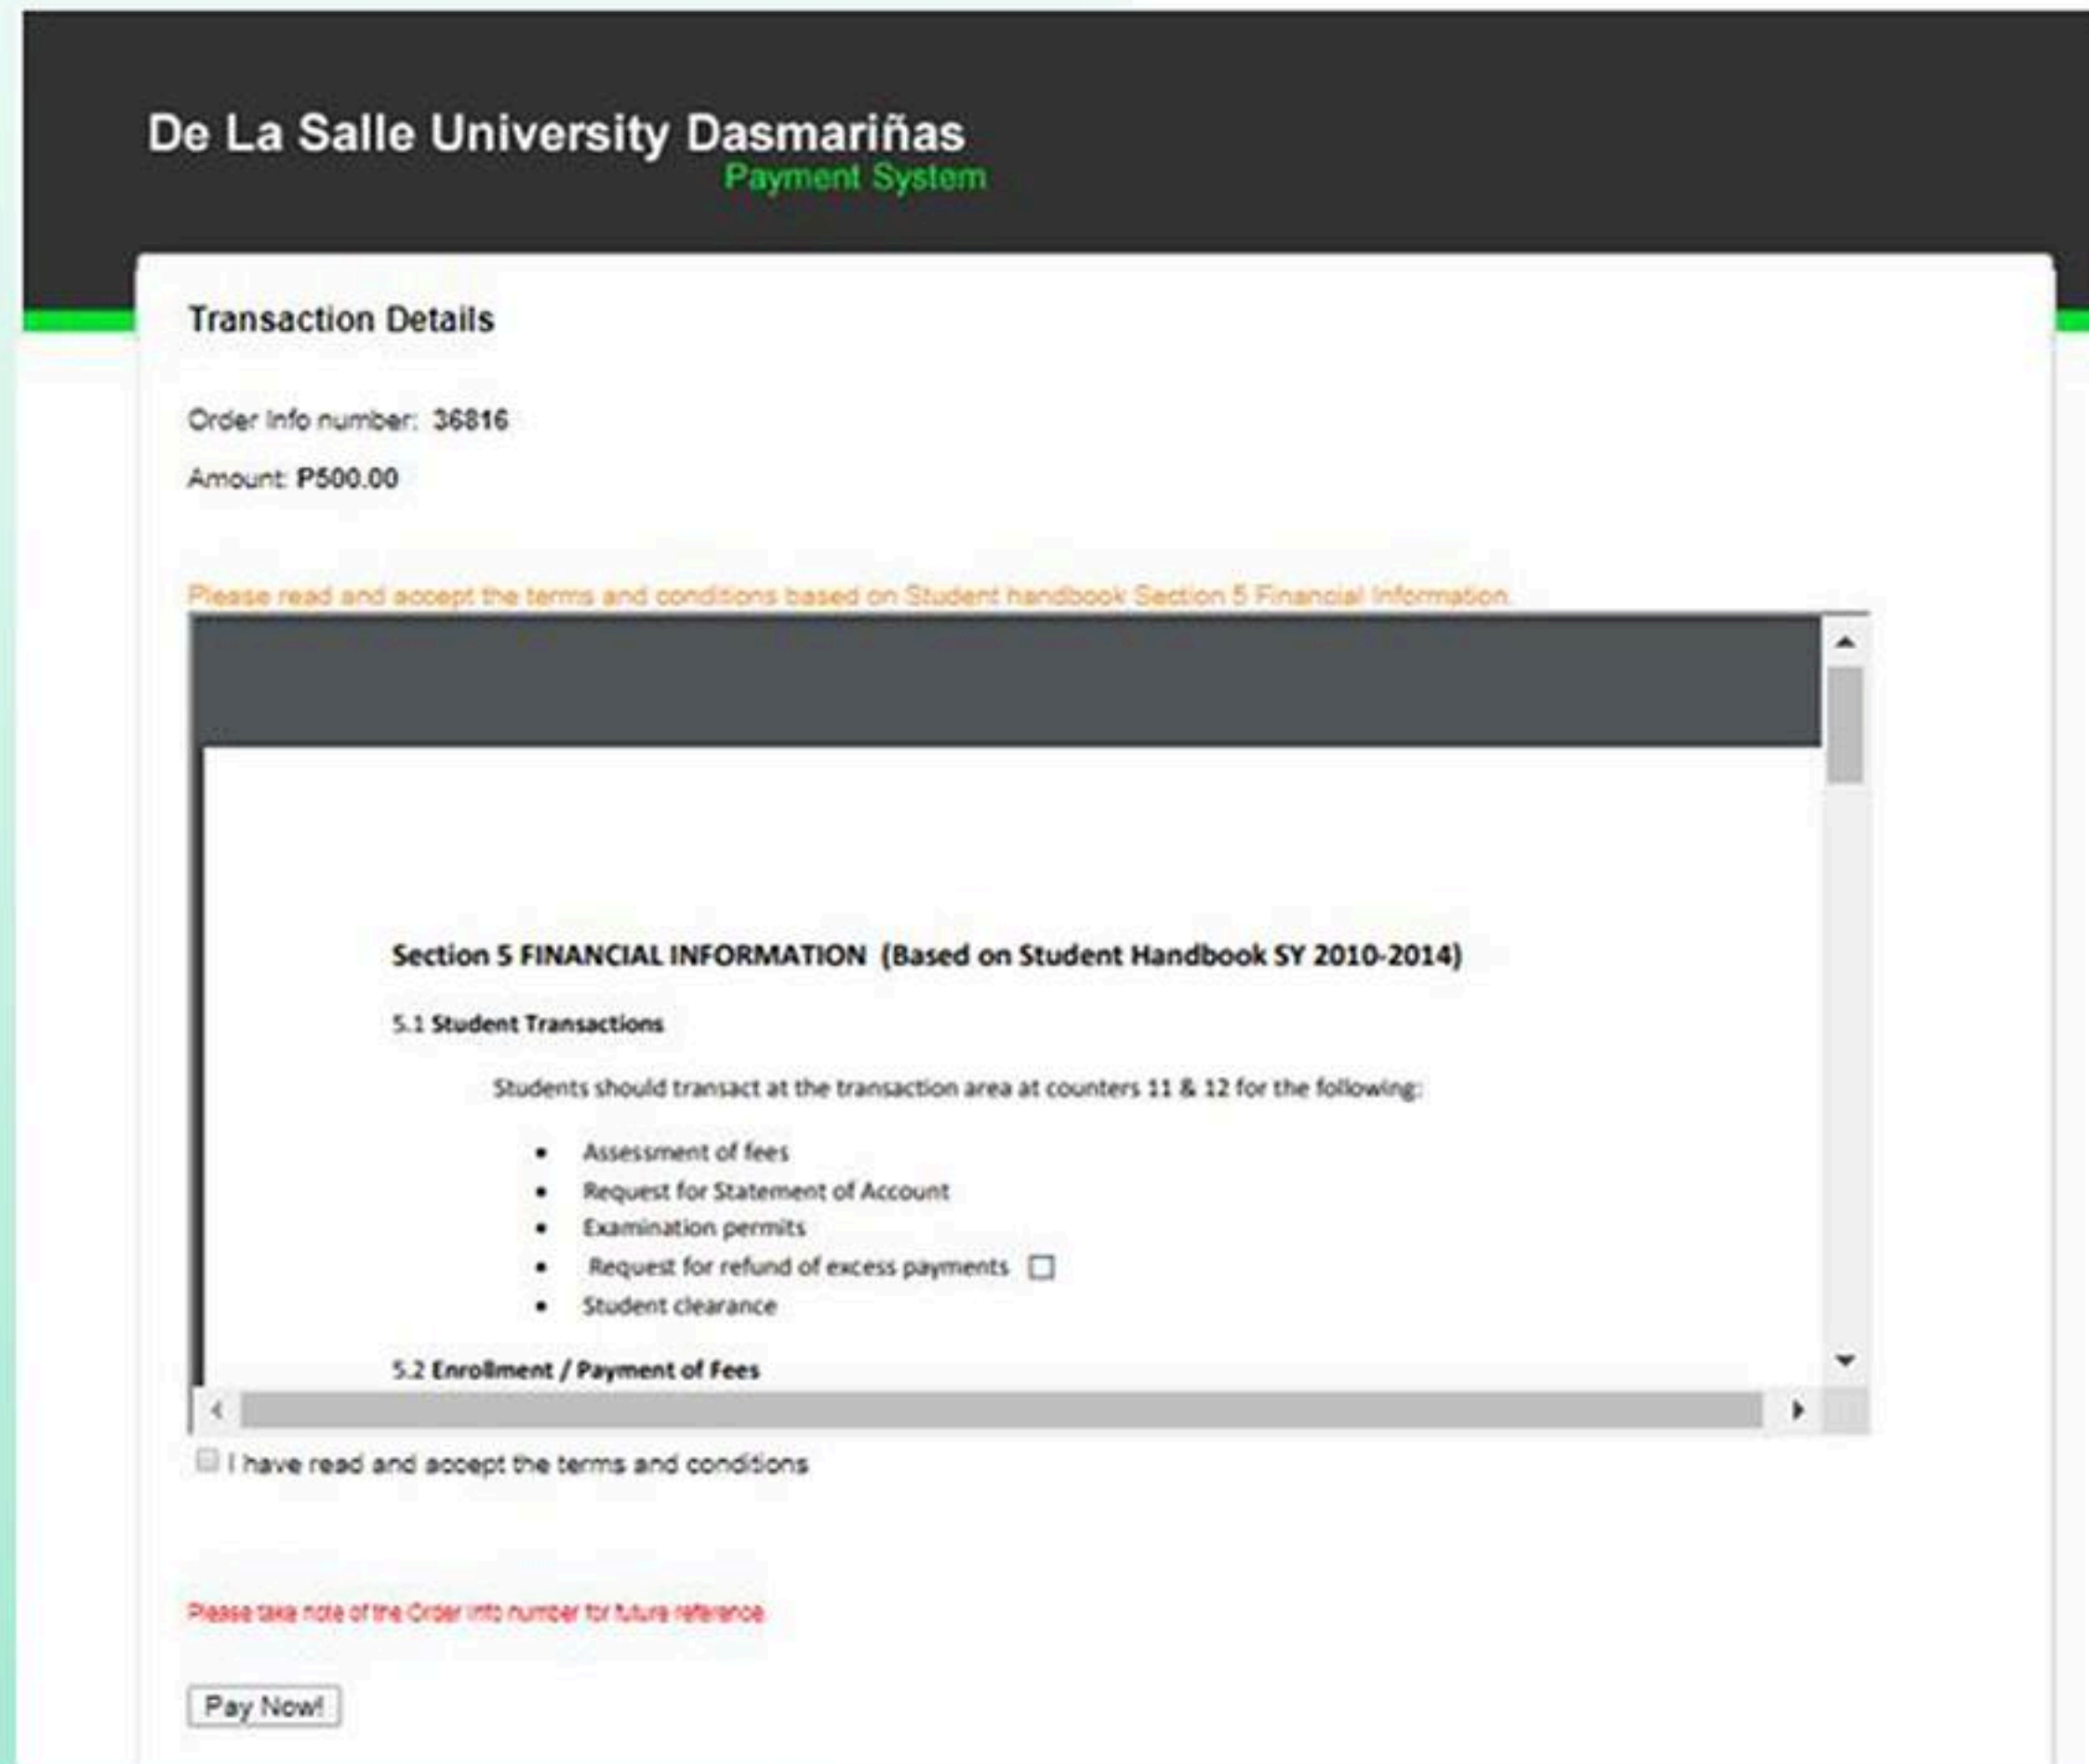 De La Salle University Dasmariñas
Payment System
Transaction Details
Order Info number: 36816
Amount: P500.00
Please read and accept the terms and conditions based on Student handbook Section 5 Financial Information.
Section 5 FINANCIAL INFORMATION (Based on Student Handbook SY 2010-2014)
5.1 Student Transactions
Students should transact at the transaction area at counters 11 & 12 for the following:
• Assessment of fees
• Request for Statement of Account
• Examination permits
• Request for refund of excess payments
• Student clearance
5.2 Enrollment / Payment of Fees
I have read and accept the terms and conditions
Please take note of the Order Info number for future reference
Pay Now!